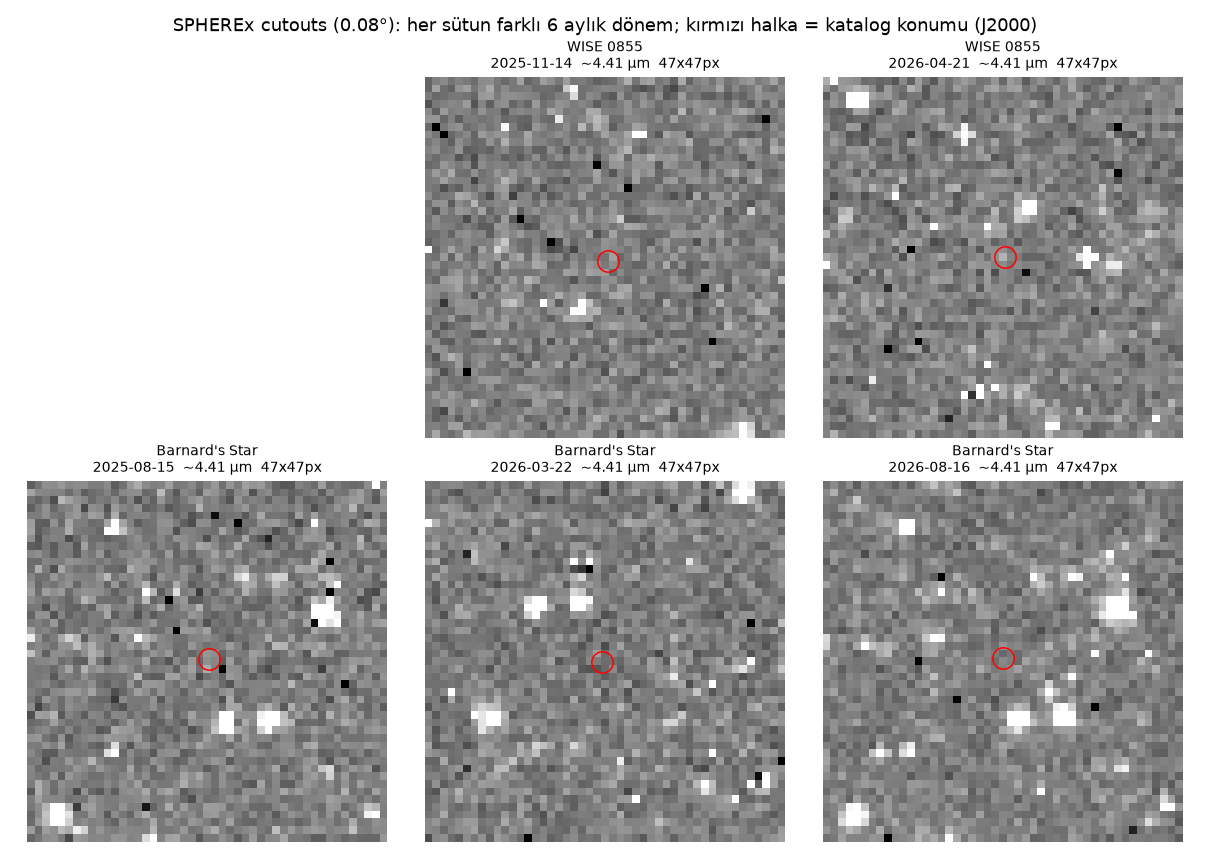 SPHEREx cutouts (0.08°): her sütun farklı 6 aylık dönem; kırmızı halka = katalog konumu (J2000)
WISE 0855
2025-11-14  ~4.41 µm  47x47px
WISE 0855
2026-04-21  ~4.41 µm  47x47px
Barnard's Star
2025-08-15  ~4.41 µm  47x47px
Barnard's Star
2026-03-22  ~4.41 µm  47x47px
Barnard's Star
2026-08-16  ~4.41 µm  47x47px